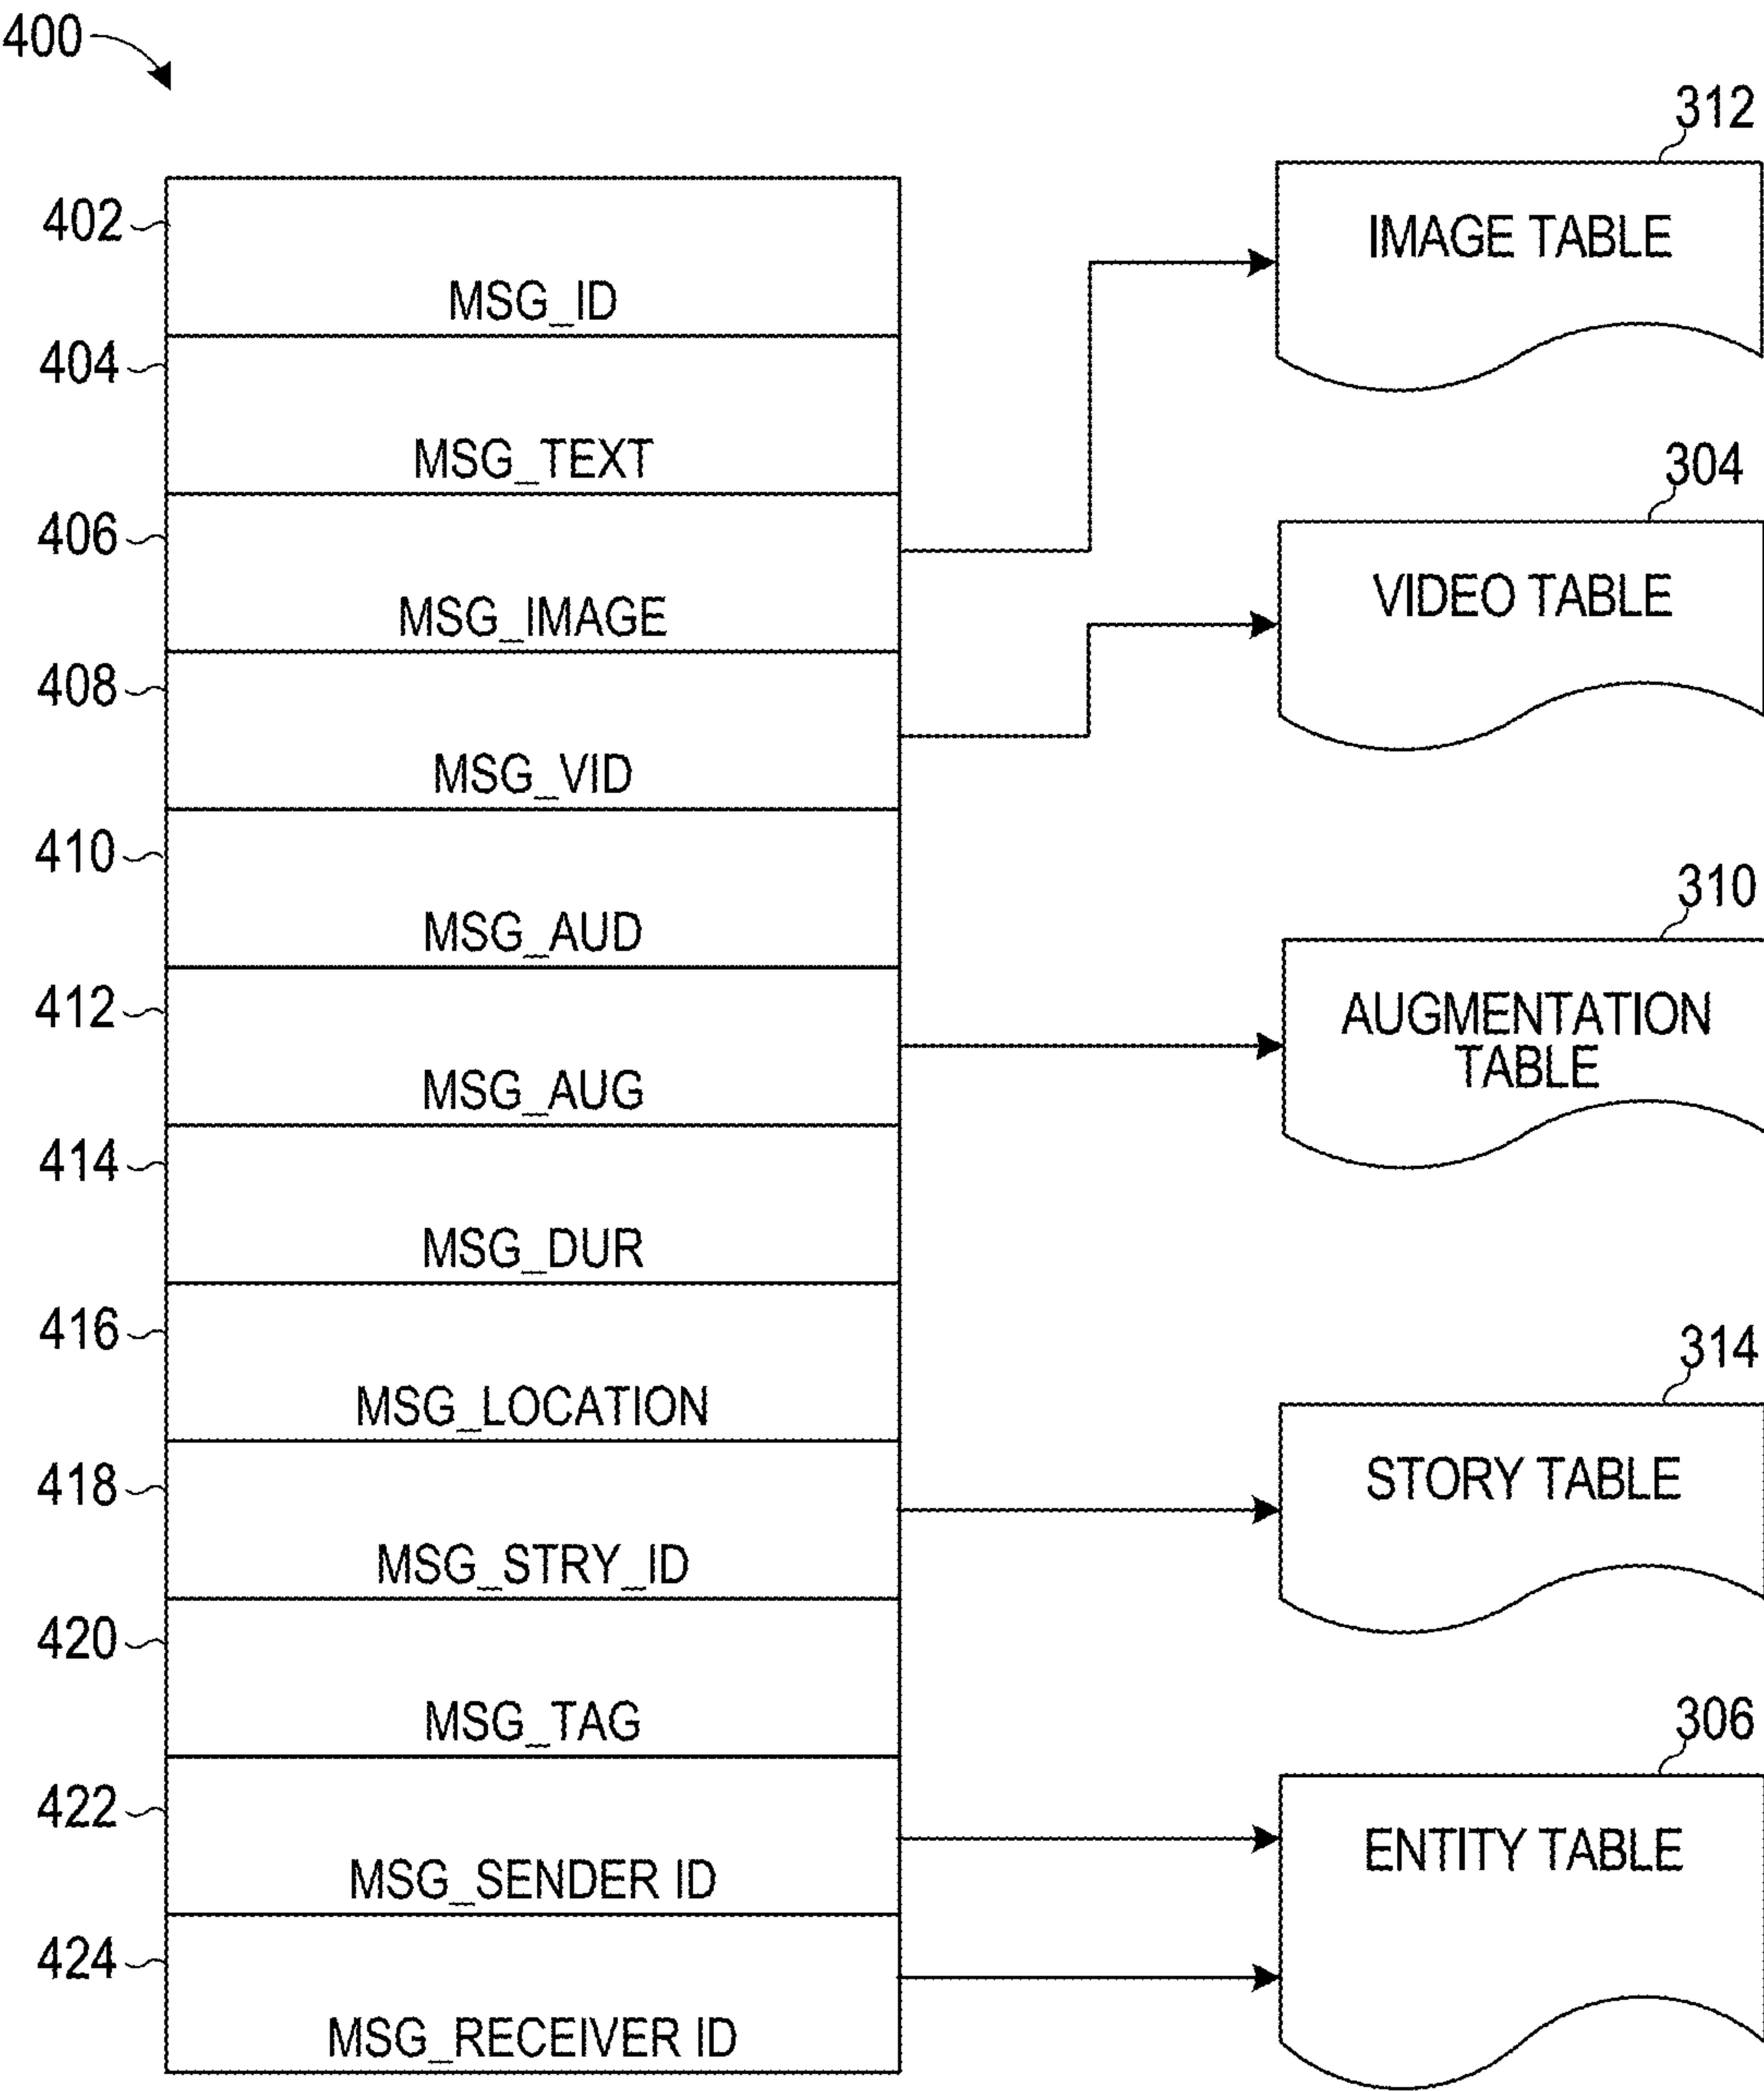 400
402
MSG_ID
404
MSG_TEXT
406
MSG_IMAGE
408
MSG_VID
410
MSG_AUD
412
MSG_AUG
414
MSG_DUR
416
MSG_LOCATION
418
MSG_STRY_ID
420
MSG_TAG
422
MSG_SENDER ID
424
MSG_RECEIVER ID
312
IMAGE TABLE
304
VIDEO TABLE
310
AUGMENTATION
TABLE
314
STORY TABLE
306
ENTITY TABLE